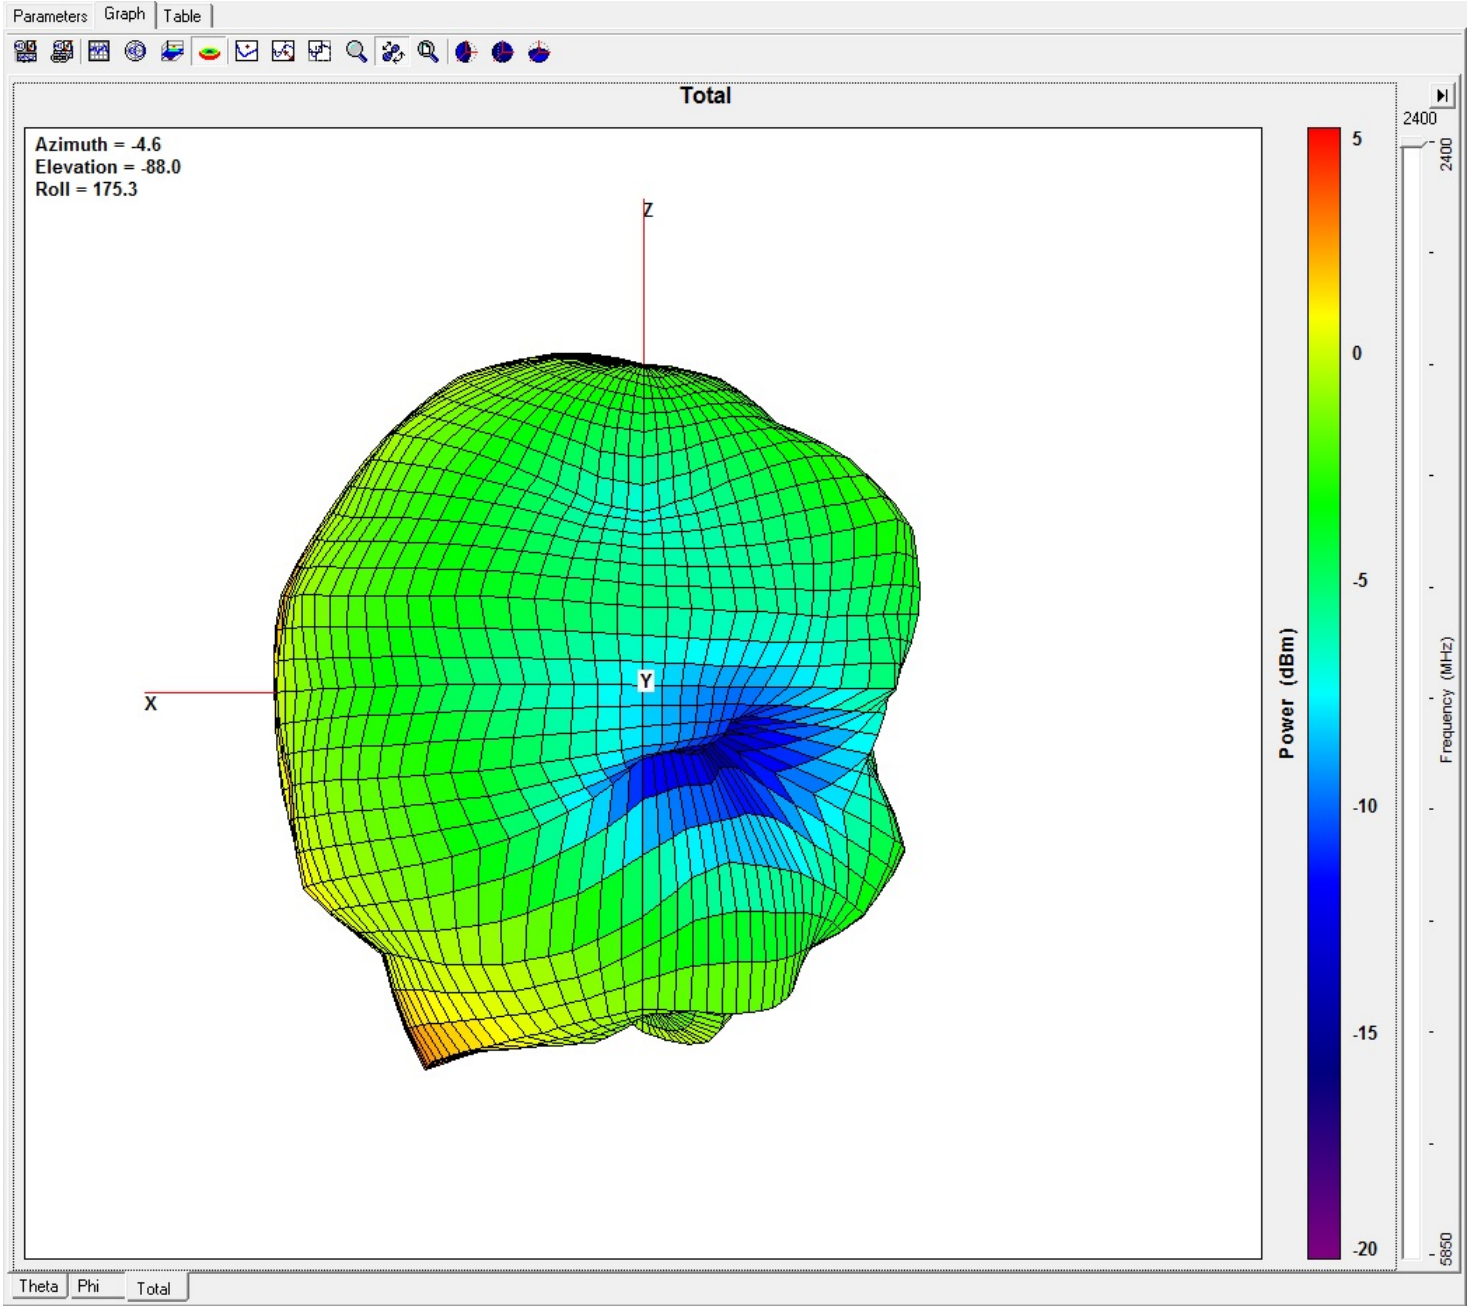 Parameters Graph Table
Total
Azimuth = -4.6
Elevation = -88.0
Roll = 175.3
Z
X
Y
5
0
-5
-10
-15
-20
Power (dBm)
2400
2400
Frequency (MHz)
5850
Theta Phi Total